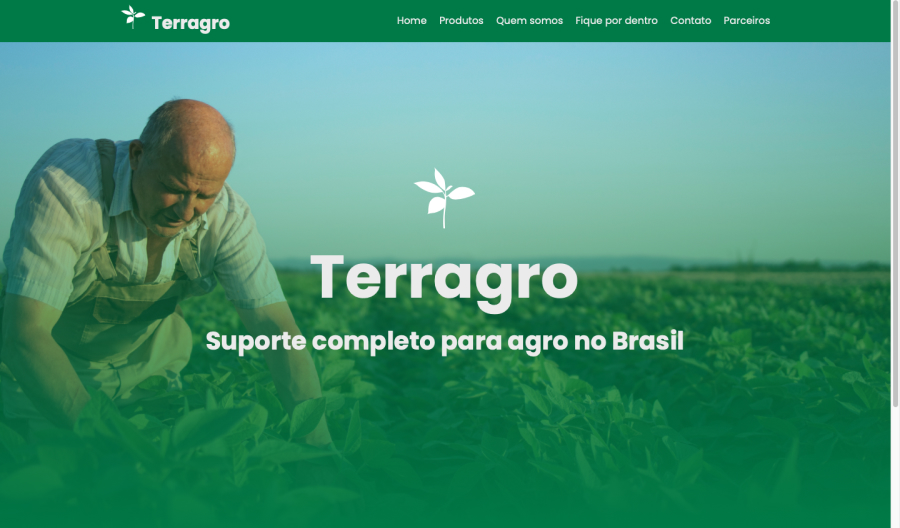 Terragro
Home Produtos Quem somos Fique por dentro Contato Parceiros
Terragro
Suporte completo para agro no Brasil